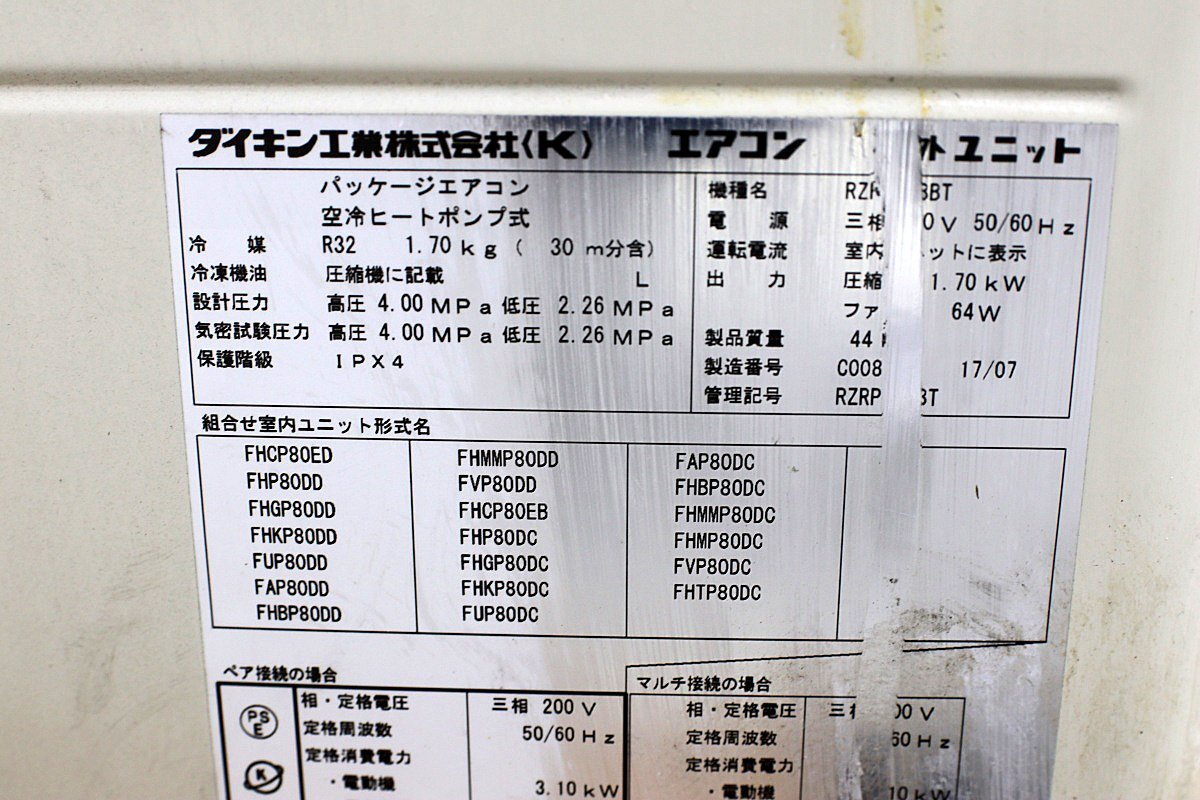 ダイキン工業株式会社〈K〉 エアコン 外ユニット
パッケージエアコン
空冷ヒートポンプ式
冷 媒 R32 1.70kg ( 30 m分含)
冷凍機油 圧縮機に記載 L
設計圧力 高圧 4.00MPa 低圧 2.26MPa
気密試験圧力 高圧 4.00MPa 低圧 2.26MPa
保護階級 IPX4
機種名 RZR BT
電 源 三相 0V 50/60Hz
運転電流 室内 ットに表示
出 力 圧縮 1.70kW
ファ 64W
製品質量 44
製造番号 C008 17/07
管理記号 RZRP BT
組合せ室内ユニット形式名
FHCP80ED FHMMP80DD FAP80DC
FHP80DD FVP80DD FHBP80DC
FHGP80DD FHCP80EB FHMMP80DC
FHKP80DD FHP80DC FHMP80DC
FUP80DD FHGP80DC FVP80DC
FAP80DD FHKP80DC FHTP80DC
FHBP80DD FUP80DC
ペア接続の場合
PS
E
K
相・定格電圧 三相 200V
定格周波数 50/60Hz
定格消費電力
・電動機 3.10kW
マルチ接続の場合
相・定格電圧 三 00V
定格周波数 60Hz
定格消費電力
・電動機 10kW